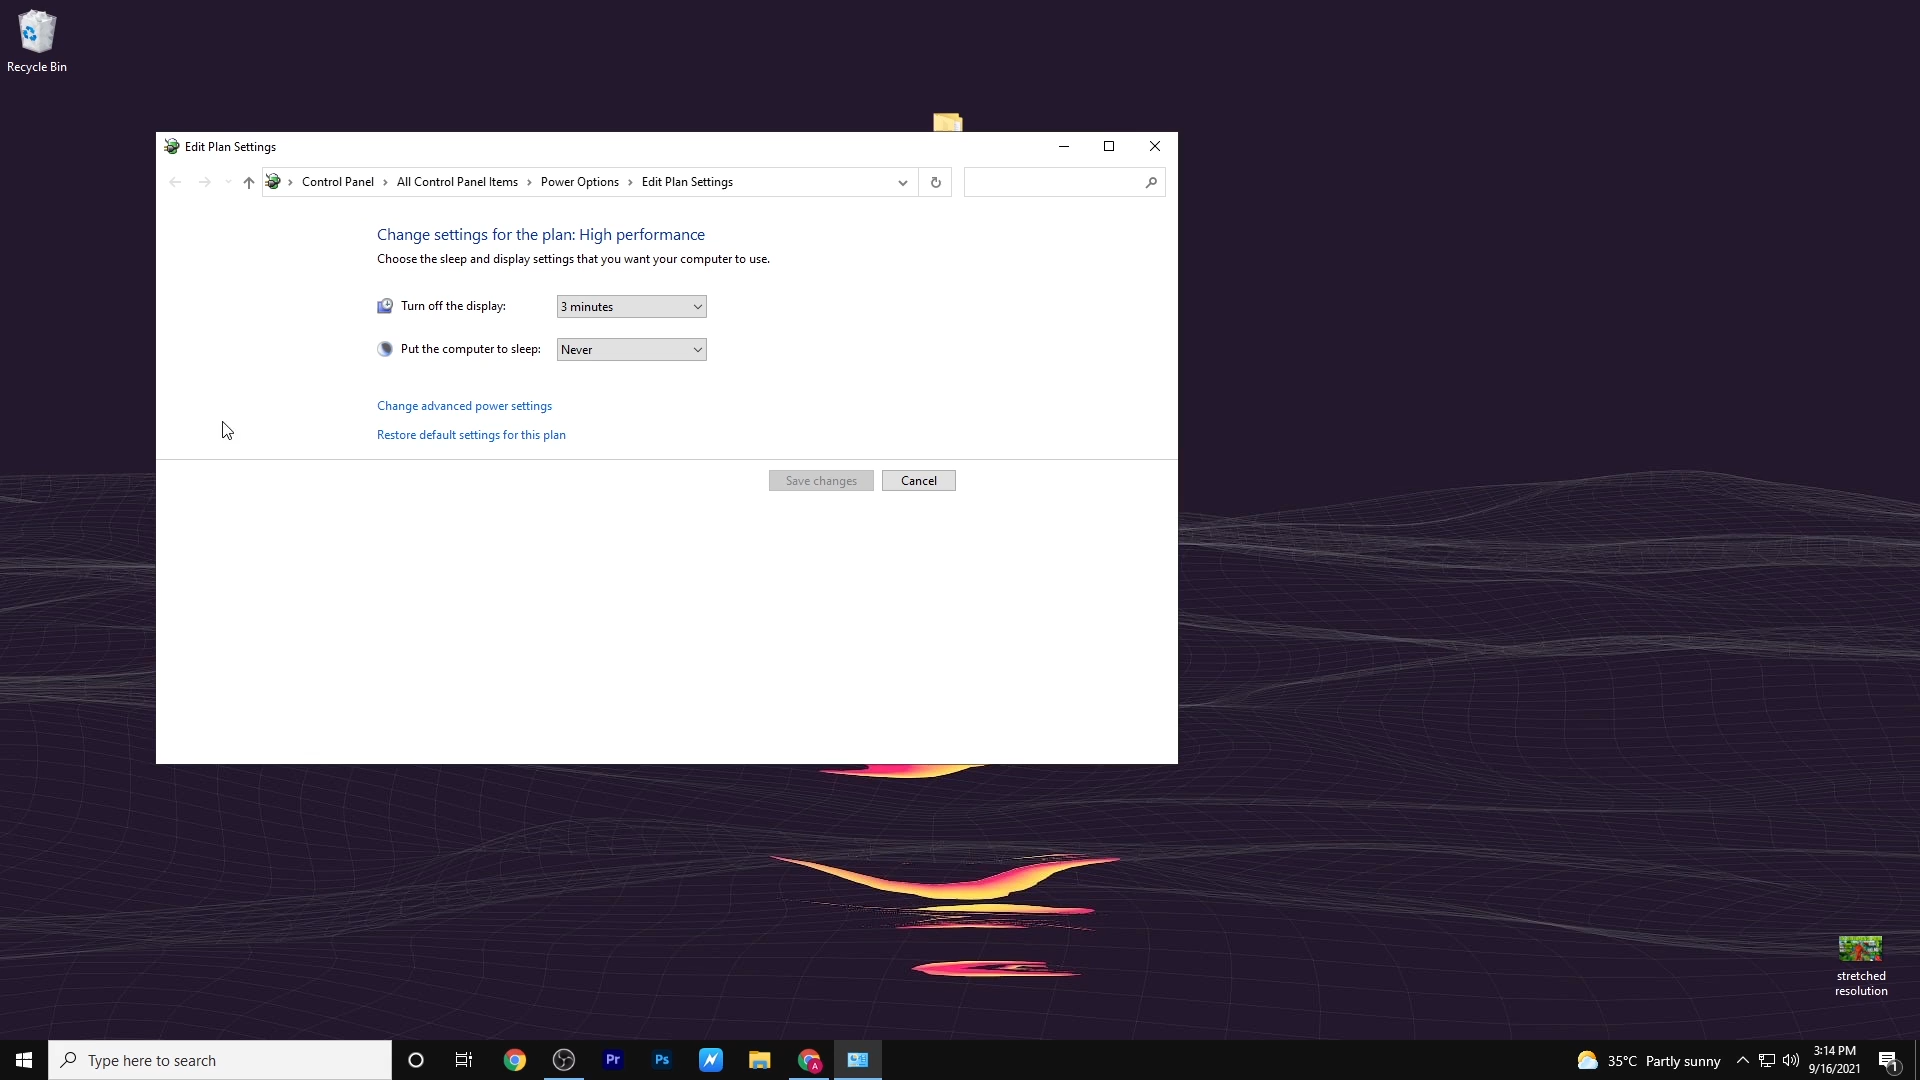 Recycle Bin
Edit Plan Settings
Control Panel > All Control Panel Items > Power Options > Edit Plan Settings
Change settings for the plan: High performance
Choose the sleep and display settings that you want your computer to use.
Turn off the display: 3 minutes
Put the computer to sleep: Never
Change advanced power settings
Restore default settings for this plan
Save changes Cancel
stretched
resolution
Type here to search
Pr
Ps
A
35°C Partly sunny
3:14 PM
9/16/2021
1